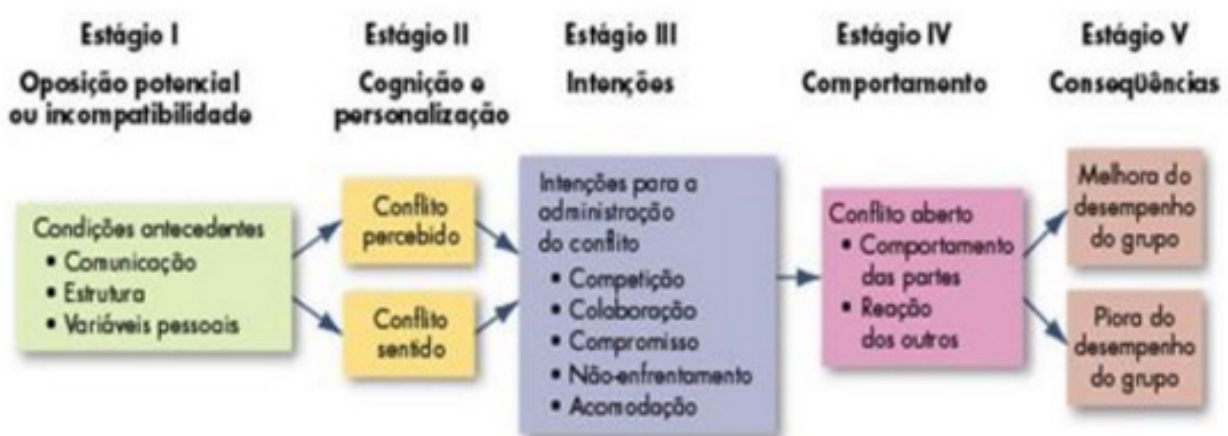 Estágio I
Oposição potencial
ou incompatibilidade
Estágio II
Cognição e
personalização
Estágio III
Intenções
Estágio IV
Comportamento
Estágio V
Conseqüências
Condições antecedentes
• Comunicação
• Estrutura
• Variáveis pessoais
Conflito
percebido
Conflito
sentido
Intenções para a
administração
do conflito
• Competição
• Colaboração
• Compromisso
• Não-enfrentamento
• Acomodação
Conflito aberto
• Comportamento
das partes
• Reação
dos outros
Melhora do
desempenho
do grupo
Piora do
desempenho
do grupo